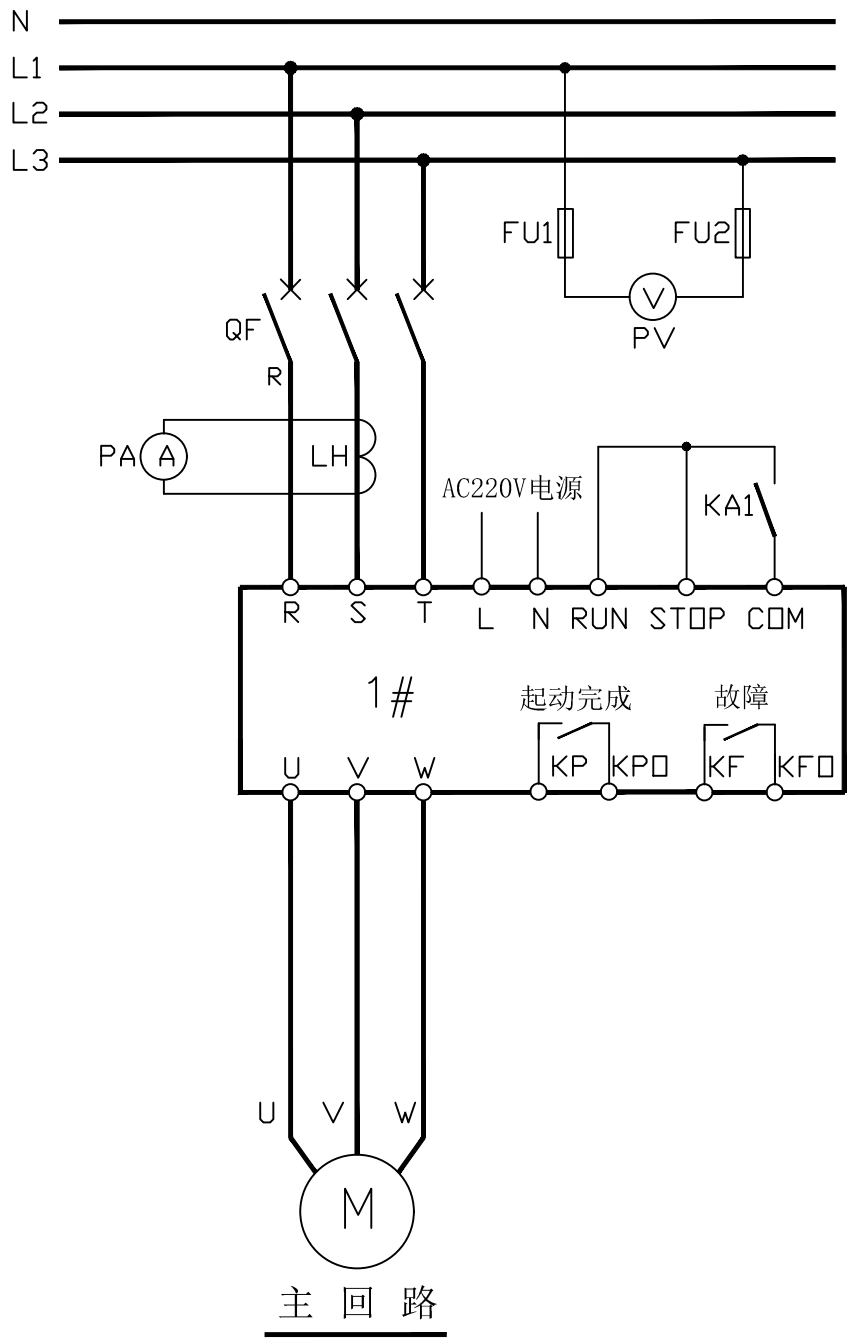 N
L1
L2
L3
FU1 FU2
V
QF
PV
R
PA A LH
AC220V电源
KA1
R S T L N RUN STOP COM
1#
起动完成 故障
U V W KP KPO KF KFO
U V W
M
主回路